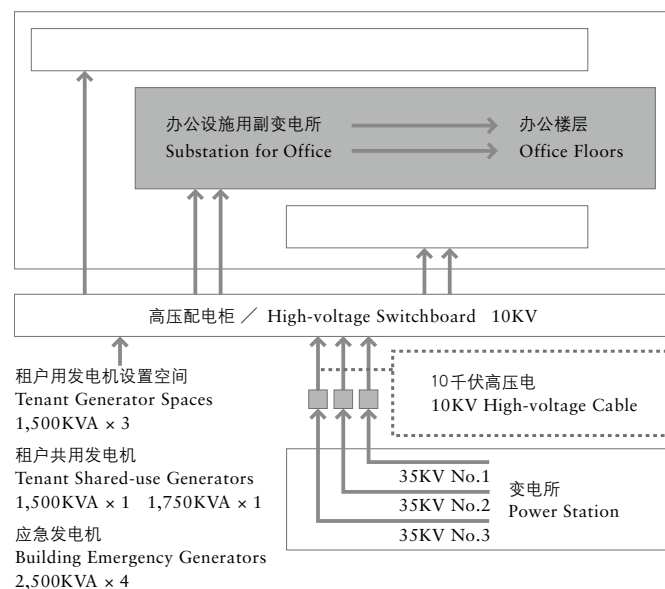 办公设施用副变电所
Substation for Office
办公楼层
Office Floors
高压配电柜 ／ High-voltage Switchboard 10KV
租户用发电机设置空间
Tenant Generator Spaces
1,500KVA × 3
租户共用发电机
Tenant Shared-use Generators
1,500KVA × 1 1,750KVA × 1
应急发电机
Building Emergency Generators
2,500KVA × 4
10千伏高压电
10KV High-voltage Cable
35KV No.1
35KV No.2
35KV No.3
变电所
Power Station